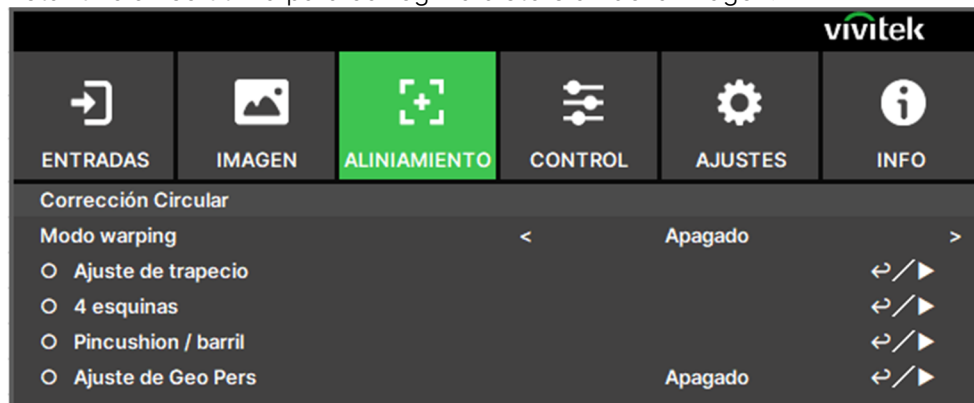 vivitek
ENTRADAS IMAGEN ALINIAMIENTO CONTROL AJUSTES INFO
Corrección Circular
Modo warping < Apagado >
Ajuste de trapecio
4 esquinas
Pincushion / barril
Ajuste de Geo Pers Apagado